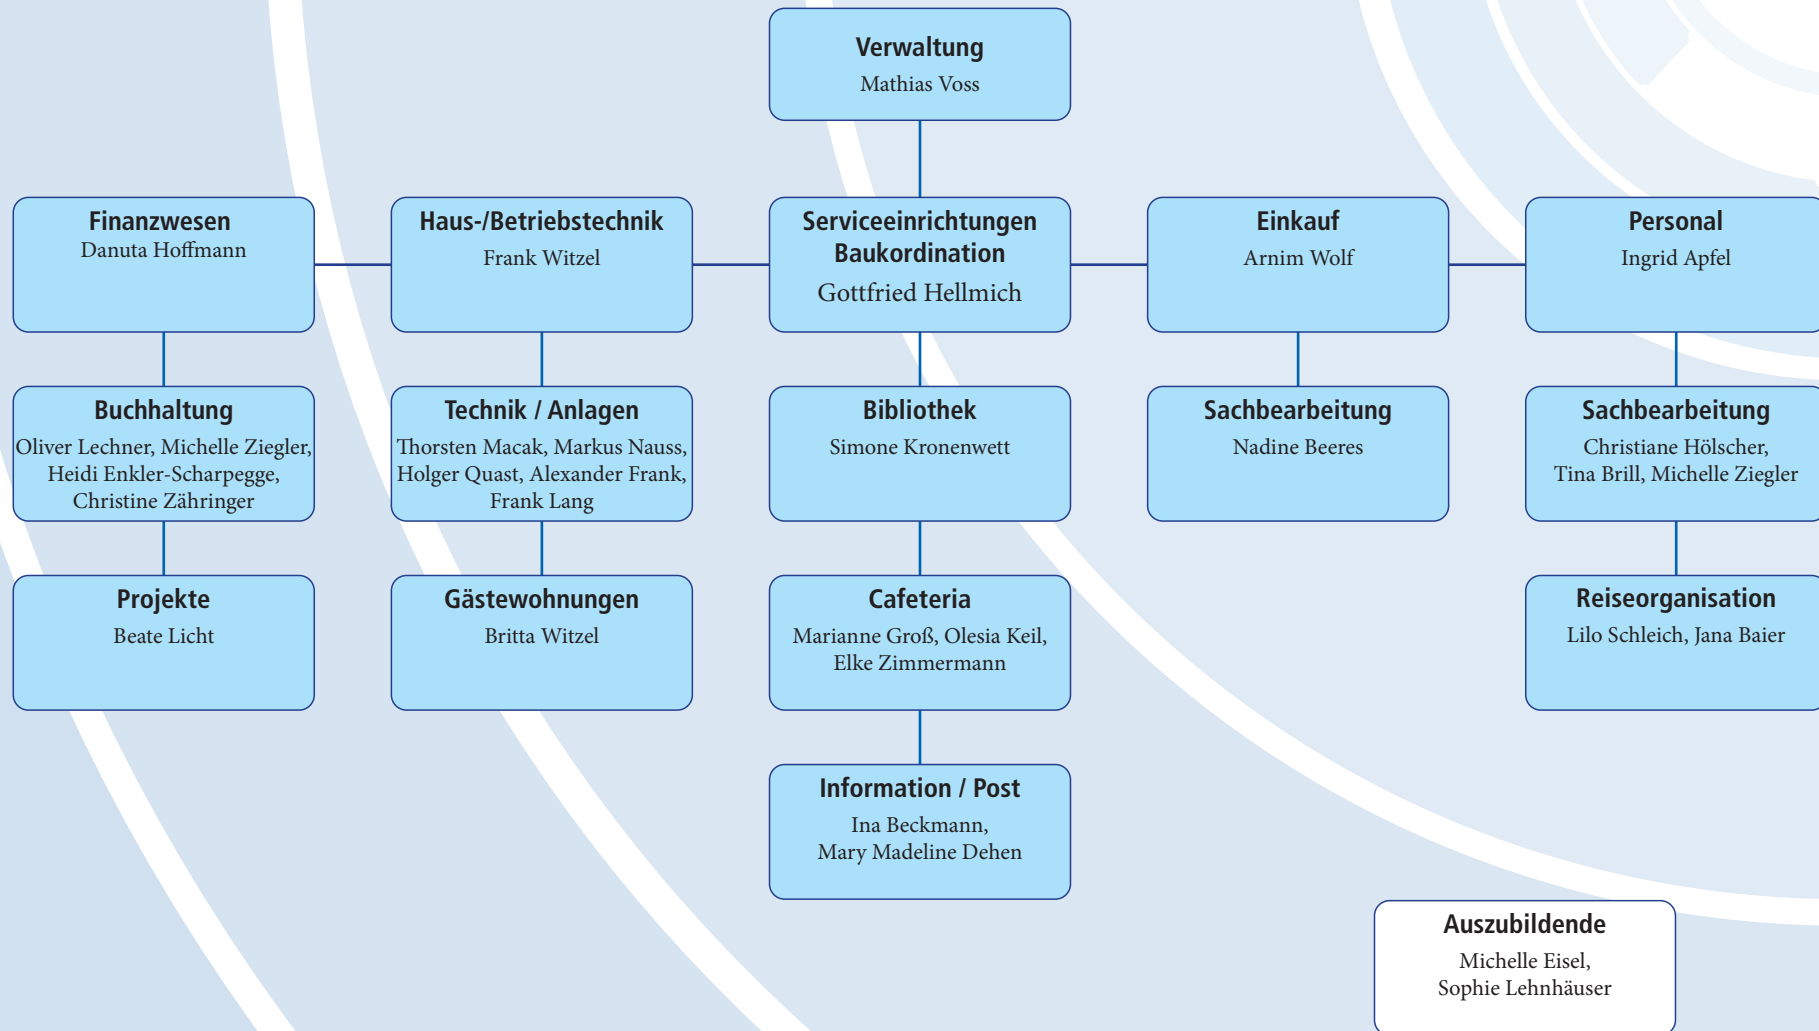 Verwaltung
Mathias Voss
Finanzwesen
Danuta Hoffmann
Haus-/Betriebstechnik
Frank Witzel
Serviceeinrichtungen
Baukordination
Gottfried Hellmich
Einkauf
Arnim Wolf
Personal
Ingrid Apfel
Buchhaltung
Oliver Lechner, Michelle Ziegler,
Heidi Enkler-Scharpegge,
Christine Zähringer
Technik / Anlagen
Thorsten Macak, Markus Nauss,
Holger Quast, Alexander Frank,
Frank Lang
Bibliothek
Simone Kronenwett
Sachbearbeitung
Nadine Beeres
Sachbearbeitung
Christiane Hölscher,
Tina Brill, Michelle Ziegler
Projekte
Beate Licht
Gästewohnungen
Britta Witzel
Cafeteria
Marianne Groß, Olesia Keil,
Elke Zimmermann
Reiseorganisation
Lilo Schleich, Jana Baier
Information / Post
Ina Beckmann,
Mary Madeline Dehen
Auszubildende
Michelle Eisel,
Sophie Lehnhäuser